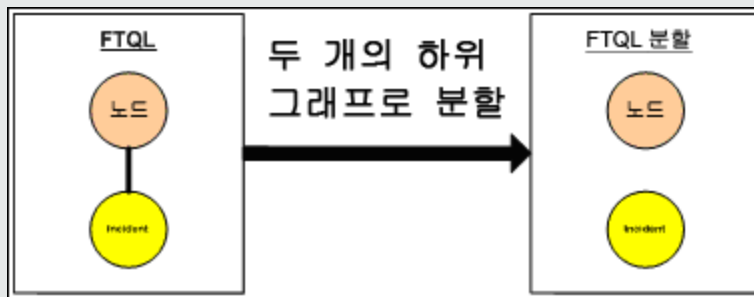 FTQL
노드
Incident
두 개의 하위
그래프로 분할
FTQL 분할
노드
Incident